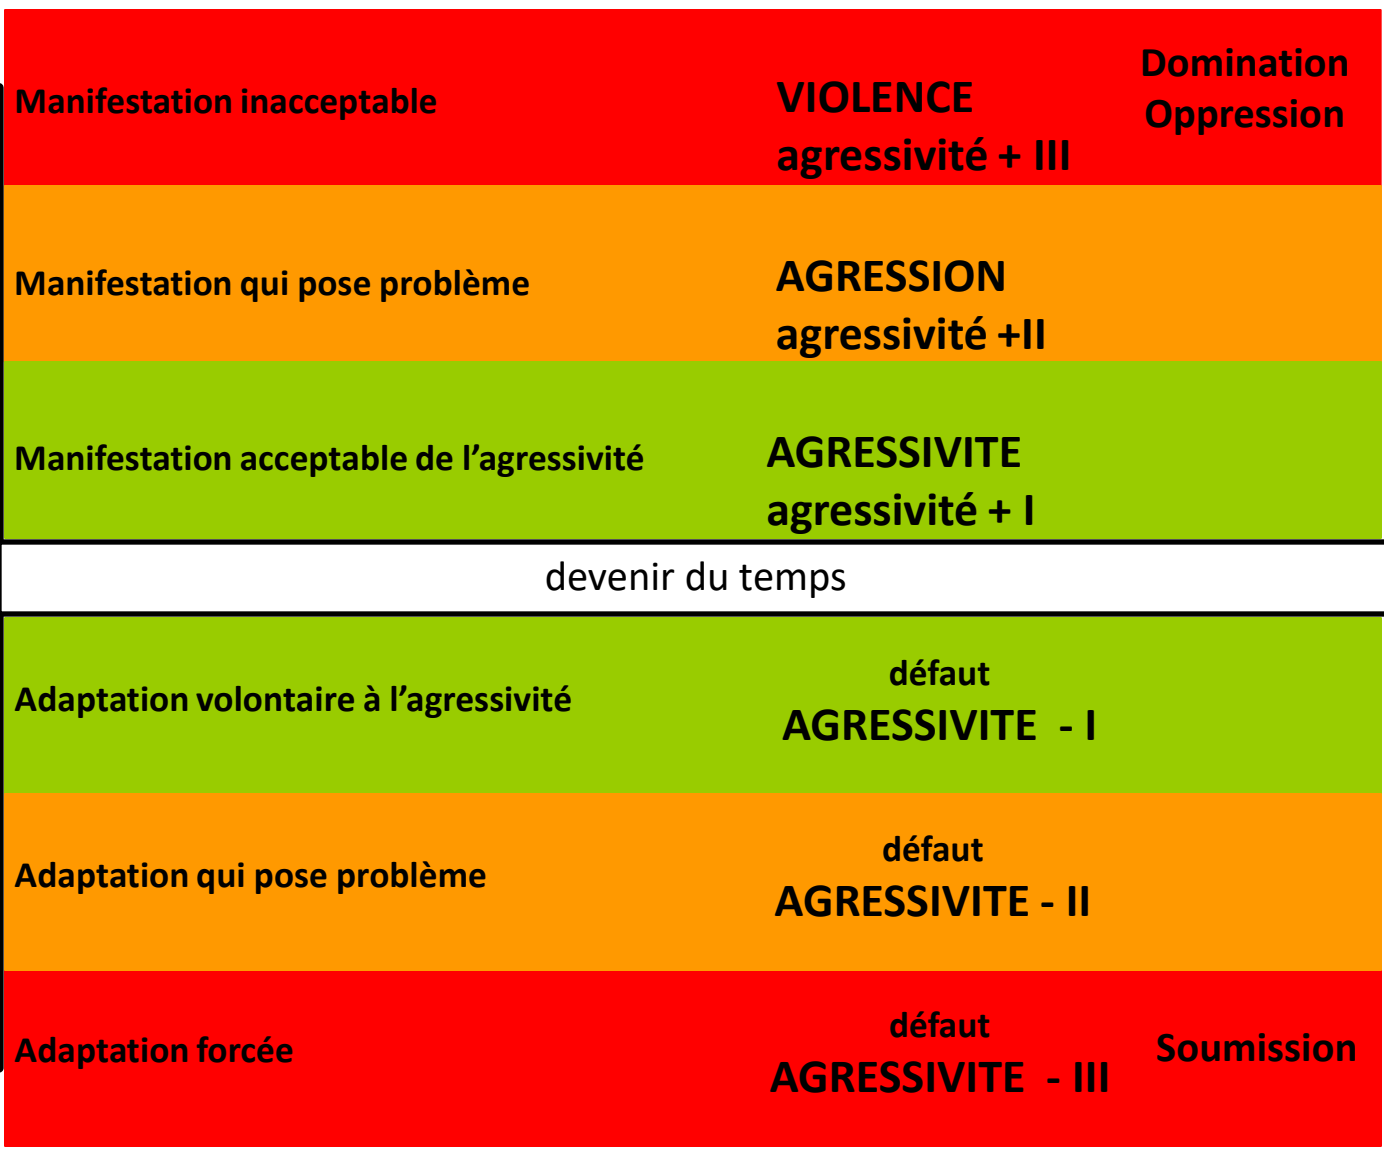 Manifestation inacceptable
VIOLENCE
agressivité + III
Domination
Oppression
Manifestation qui pose problème
AGRESSION
agressivité +II
Manifestation acceptable de l’agressivité
AGRESSIVITE
agressivité + I
devenir du temps
Adaptation volontaire à l’agressivité
défaut
AGRESSIVITE - I
Adaptation qui pose problème
défaut
AGRESSIVITE - II
Adaptation forcée
défaut
AGRESSIVITE - III
Soumission